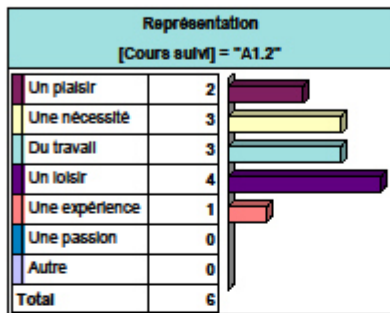 Représentation
[Cours suivi] = "A1.2"
Un plaisir 2
Une nécessité 3
Du travail 3
Un loisir 4
Une expérience 1
Une passion 0
Autre 0
Total 6